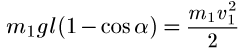 $m_1 g l (1 - \cos \alpha) = \frac{m_1 v_1^2}{2}$